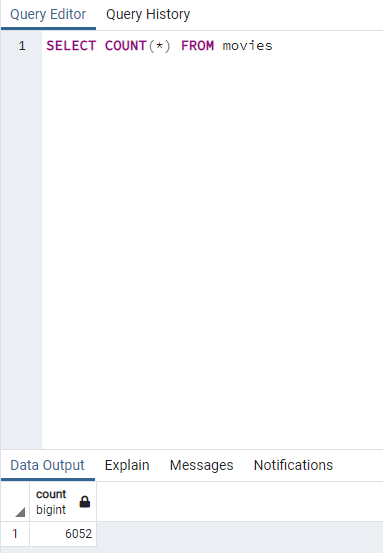 Query Editor Query History
1 SELECT COUNT(*) FROM movies
Data Output Explain Messages Notifications
count
bigint
1 6052